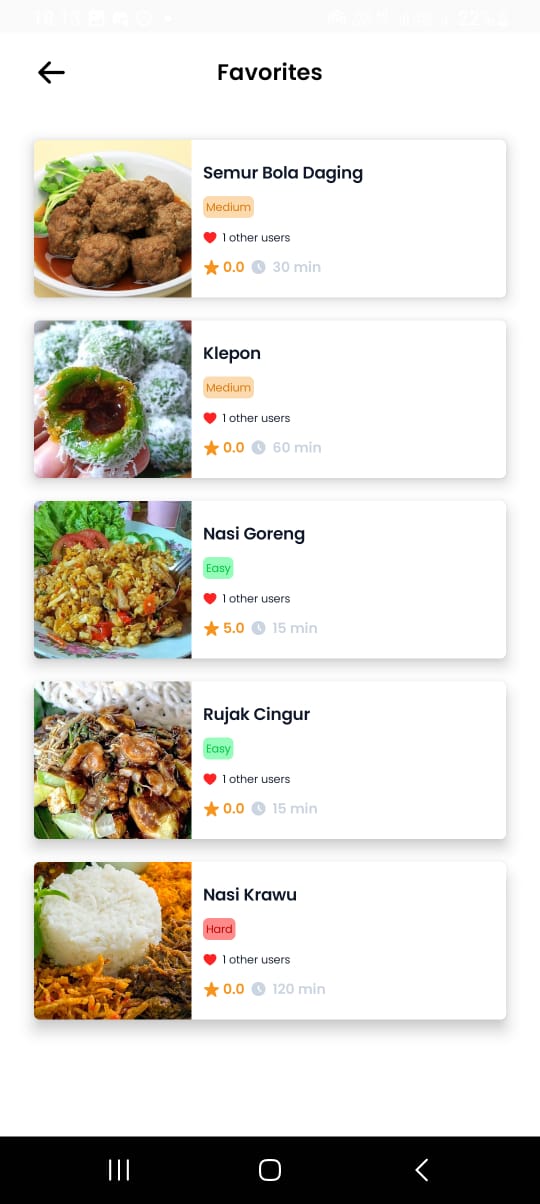 Favorites
Semur Bola Daging
Medium
1 other users
0.0 30 min
Klepon
Medium
1 other users
0.0 60 min
Nasi Goreng
Easy
1 other users
5.0 15 min
Rujak Cingur
Easy
1 other users
0.0 15 min
Nasi Krawu
Hard
1 other users
0.0 120 min